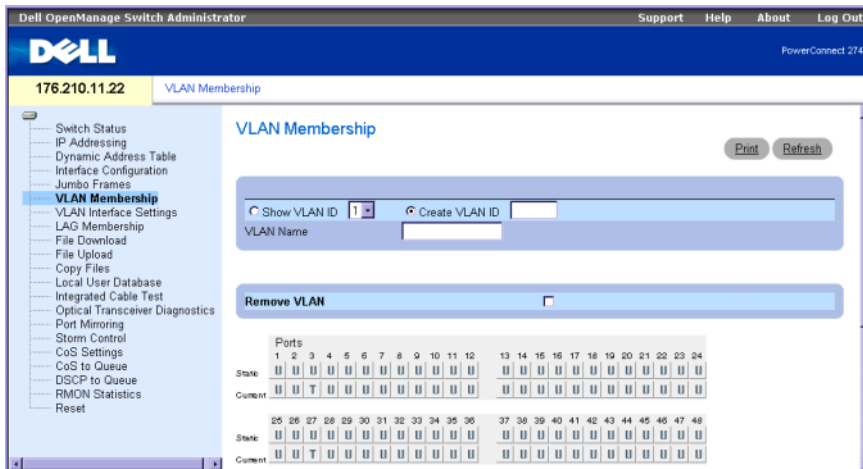 Dell OpenManage Switch Administrator
Support Help About Log Out
DELL
PowerConnect 274
176.210.11.22
VLAN Membership
Switch Status
IP Addressing
Dynamic Address Table
Interface Configuration
Jumbo Frames
VLAN Membership
VLAN Interface Settings
LAG Membership
File Download
File Upload
Copy Files
Local User Database
Integrated Cable Test
Optical Transceiver Diagnostics
Port Mirroring
Storm Control
CoS Settings
CoS to Queue
DSCP to Queue
RMON Statistics
Reset
VLAN Membership
Print Refresh
Show VLAN ID 1 Create VLAN ID
VLAN Name
Remove VLAN
Ports
1 2 3 4 5 6 7 8 9 10 11 12 13 14 15 16 17 18 19 20 21 22 23 24
Static U U U U U U U U U U U U U U U U U U U U U U U U
Current U U T U U U U U U U U U U U U U U U U U U U U U
25 26 27 28 29 30 31 32 33 34 35 36 37 38 39 40 41 42 43 44 45 46 47 48
Static U U U U U U U U U U U U U U U U U U U U U U U U
Current U U T U U U U U U U U U U U U U U U U U U U U U